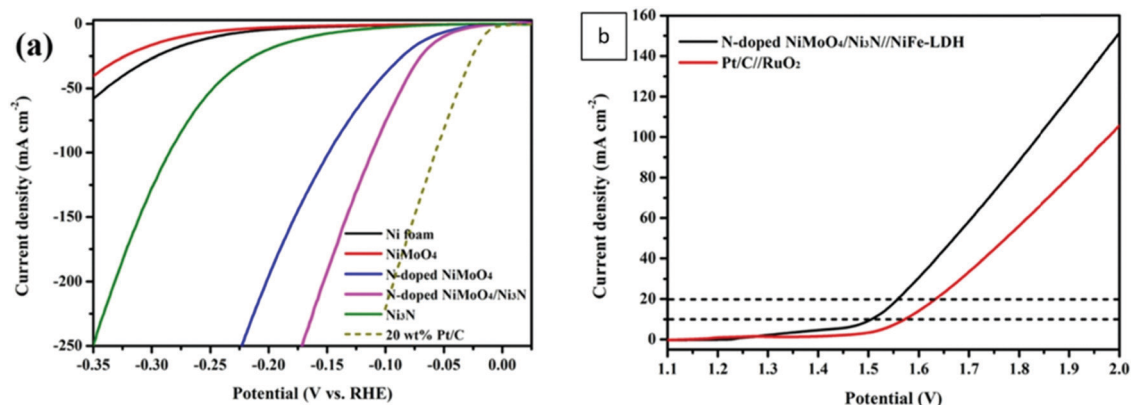 (a)
Current density (mA cm⁻²)
0
-50
-100
-150
-200
-250
-0.35
-0.30
-0.25
-0.20
-0.15
-0.10
-0.05
0.00
Potential (V vs. RHE)
Ni foam
NiMoO₄
N-doped NiMoO₄
N-doped NiMoO₄/Ni₃N
Ni₃N
20 wt% Pt/C
b
Current density (mA cm⁻²)
160
140
120
100
80
60
40
20
0
1.1
1.2
1.3
1.4
1.5
1.6
1.7
1.8
1.9
2.0
Potential (V)
N-doped NiMoO₄/Ni₃N//NiFe-LDH
Pt/C//RuO₂